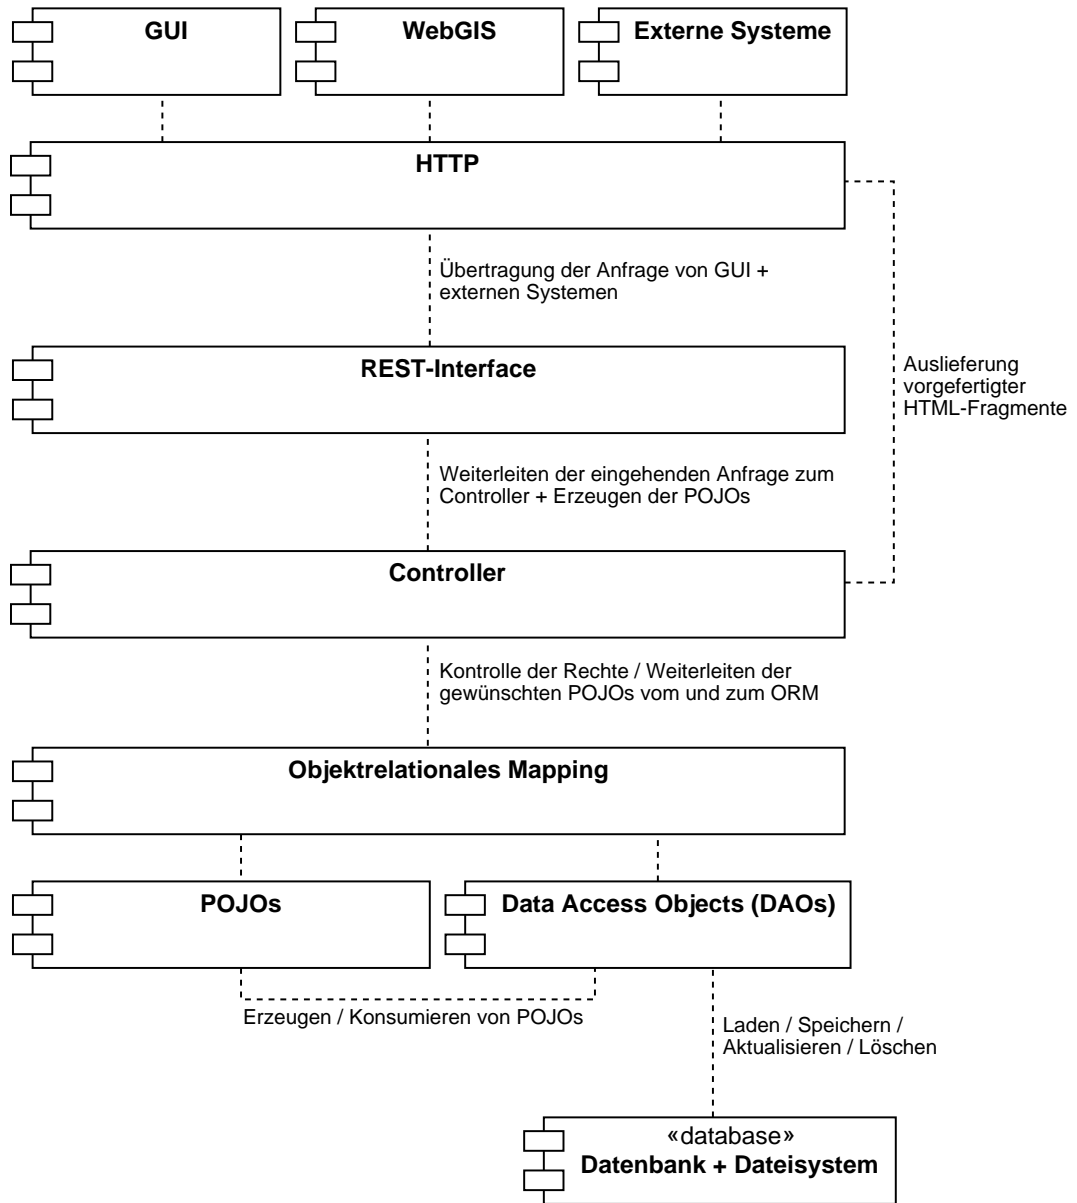 GUI
WebGIS
Externe Systeme
HTTP
Übertragung der Anfrage von GUI +
externen Systemen
REST-Interface
Auslieferung
vorgefertigter
HTML-Fragmente
Weiterleiten der eingehenden Anfrage zum
Controller + Erzeugen der POJOs
Controller
Kontrolle der Rechte / Weiterleiten der
gewünschten POJOs vom und zum ORM
Objektrelationales Mapping
POJOs
Data Access Objects (DAOs)
Erzeugen / Konsumieren von POJOs
Laden / Speichern /
Aktualisieren / Löschen
«database»
Datenbank + Dateisystem